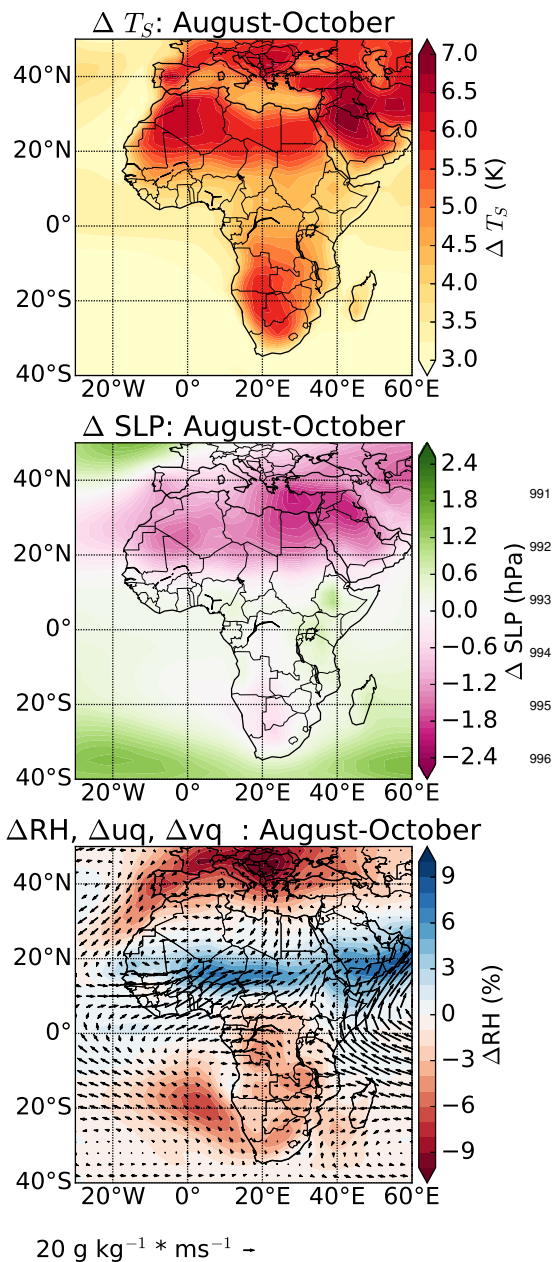 Δ T_S: August-October
40°N
20°N
0°
20°S
40°S
20°W 0° 20°E 40°E 60°E
7.0
6.5
6.0
5.5
5.0
4.5
4.0
3.5
3.0
Δ T_S (K)
Δ SLP: August-October
40°N
20°N
0°
20°S
40°S
20°W 0° 20°E 40°E 60°E
2.4
1.8
1.2
0.6
0.0
−0.6
−1.2
−1.8
−2.4
Δ SLP (hPa)
991
992
993
994
995
996
ΔRH, Δuq, Δvq : August-October
40°N
20°N
0°
20°S
40°S
20°W 0° 20°E 40°E 60°E
9
6
3
0
−3
−6
−9
ΔRH (%)
20 g kg⁻¹ * ms⁻¹ →